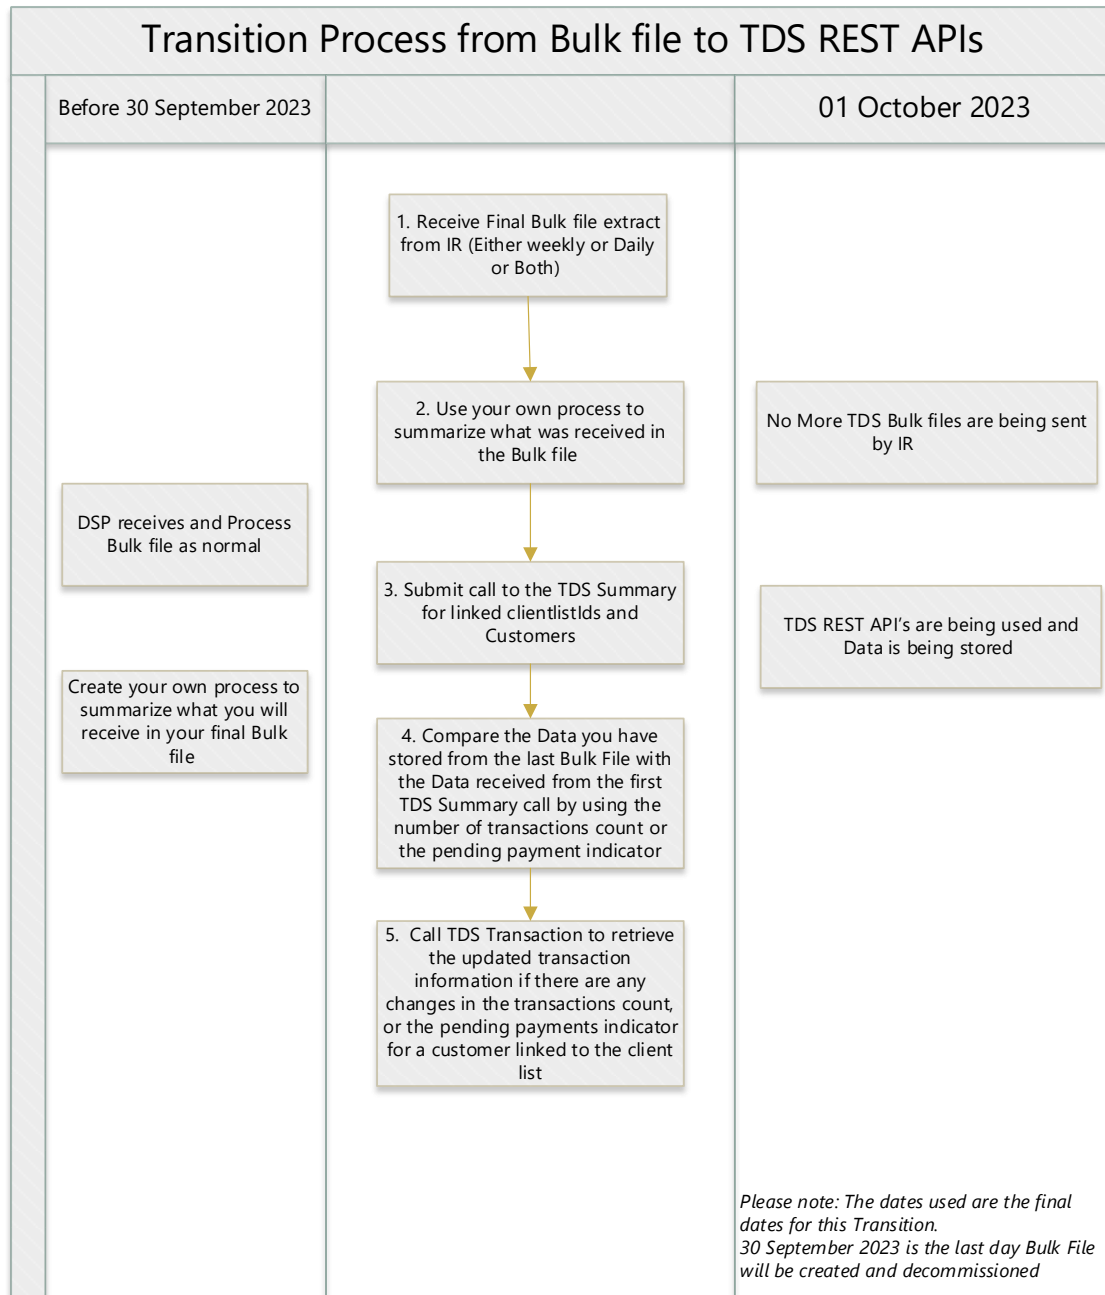 Transition Process from Bulk file to TDS REST APIs
Before 30 September 2023
01 October 2023
DSP receives and Process
Bulk file as normal
Create your own process to
summarize what you will
receive in your final Bulk
file
1. Receive Final Bulk file extract
from IR (Either weekly or Daily
or Both)
2. Use your own process to
summarize what was received in
the Bulk file
3. Submit call to the TDS Summary
for linked clientlistIds and
Customers
4. Compare the Data you have
stored from the last Bulk File with
the Data received from the first
TDS Summary call by using the
number of transactions count or
the pending payment indicator
5. Call TDS Transaction to retrieve
the updated transaction
information if there are any
changes in the transactions count,
or the pending payments indicator
for a customer linked to the client
list
No More TDS Bulk files are being sent
by IR
TDS REST API's are being used and
Data is being stored
Please note: The dates used are the final
dates for this Transition.
30 September 2023 is the last day Bulk File
will be created and decommissioned